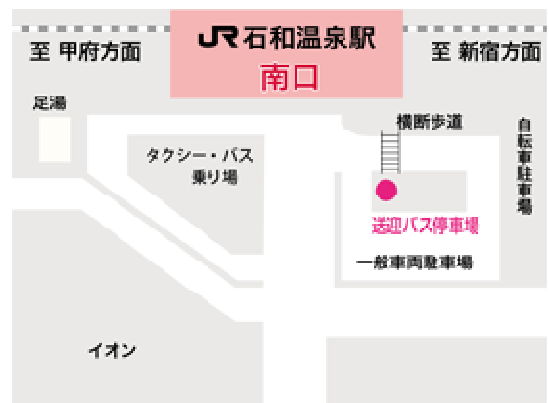 JR石和温泉駅
南口
至 甲府方面
至 新宿方面
足湯
タクシー・バス
乗り場
横断歩道
自転車駐車場
送迎バス停車場
一般車両駐車場
イオン